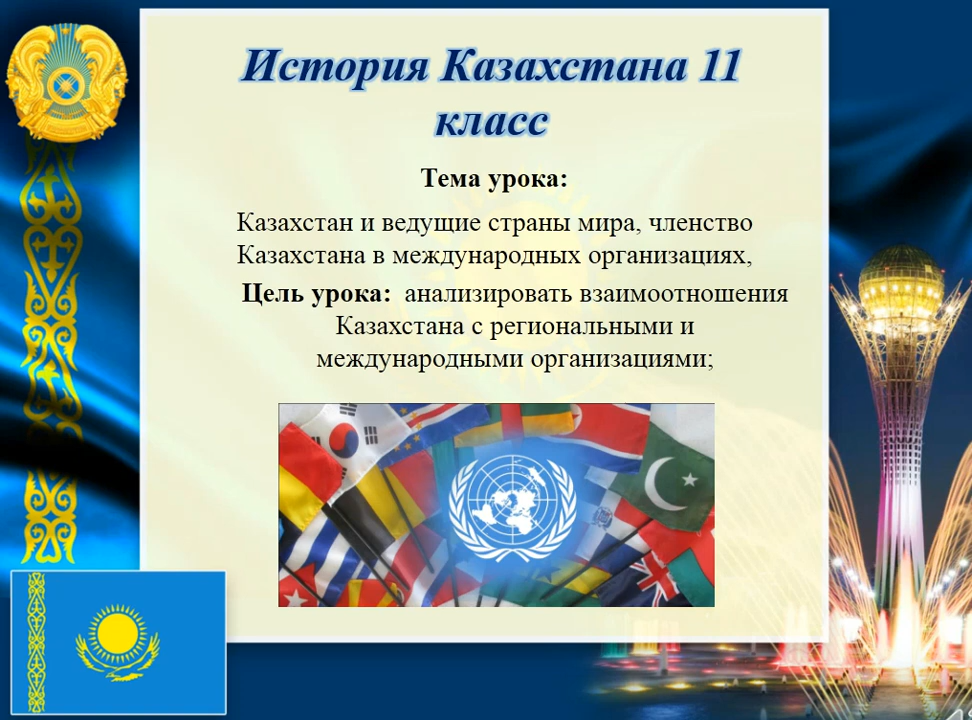 История Казахстана 11
класс
Тема урока:
Казахстан и ведущие страны мира, членство
Казахстана в международных организациях,
Цель урока: анализировать взаимоотношения
Казахстана с региональными и
международными организациями;